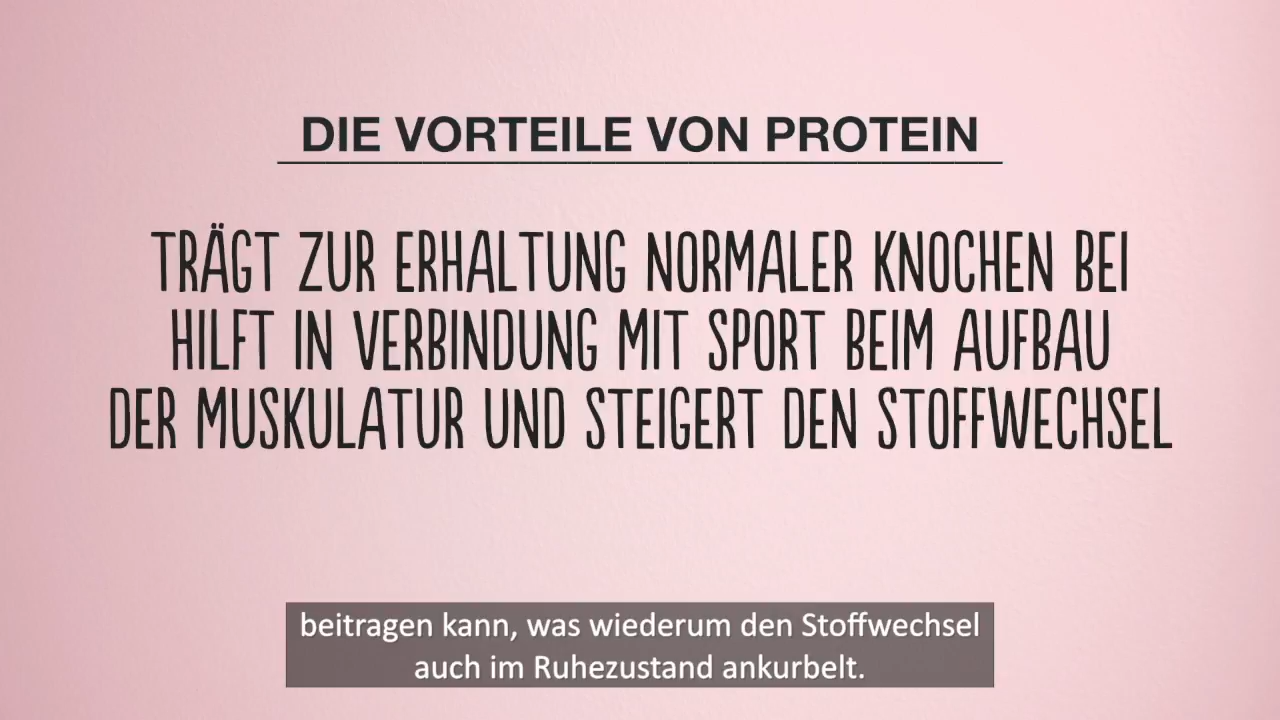 DIE VORTEILE VON PROTEIN
TRÄGT ZUR ERHALTUNG NORMALER KNOCHEN BEI
HILFT IN VERBINDUNG MIT SPORT BEIM AUFBAU
DER MUSKULATUR UND STEIGERT DEN STOFFWECHSEL
beitragen kann, was wiederum den Stoffwechsel
auch im Ruhezustand ankurbelt.